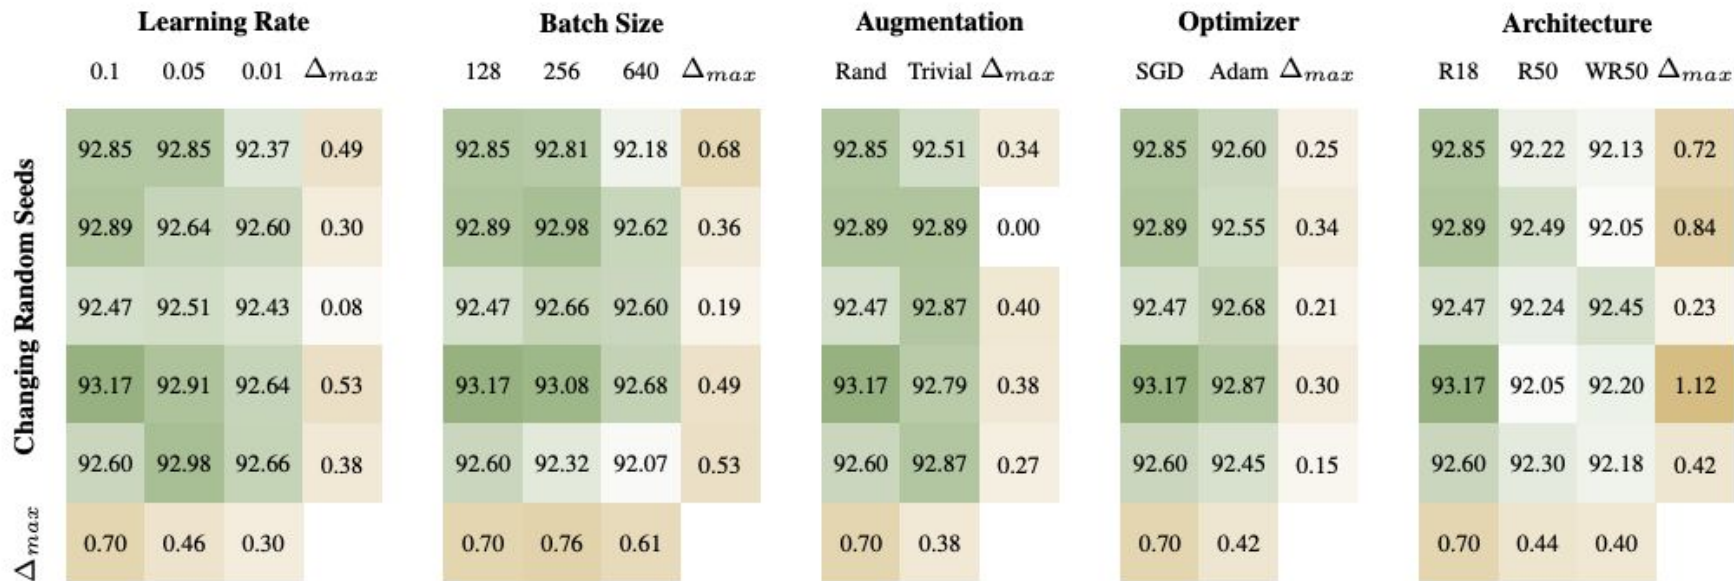 Learning Rate Batch Size Augmentation Optimizer Architecture
0.1 0.05 0.01 Δmax 128 256 640 Δmax Rand Trivial Δmax SGD Adam Δmax R18 R50 WR50 Δmax
Changing Random Seeds
92.85 92.85 92.37 0.49 92.85 92.81 92.18 0.68 92.85 92.51 0.34 92.85 92.60 0.25 92.85 92.22 92.13 0.72
92.89 92.64 92.60 0.30 92.89 92.98 92.62 0.36 92.89 92.89 0.00 92.89 92.55 0.34 92.89 92.49 92.05 0.84
92.47 92.51 92.43 0.08 92.47 92.66 92.60 0.19 92.47 92.87 0.40 92.47 92.68 0.21 92.47 92.24 92.45 0.23
93.17 92.91 92.64 0.53 93.17 93.08 92.68 0.49 93.17 92.79 0.38 93.17 92.87 0.30 93.17 92.05 92.20 1.12
92.60 92.98 92.66 0.38 92.60 92.32 92.07 0.53 92.60 92.87 0.27 92.60 92.45 0.15 92.60 92.30 92.18 0.42
Δmax 0.70 0.46 0.30 0.70 0.76 0.61 0.70 0.38 0.70 0.42 0.70 0.44 0.40